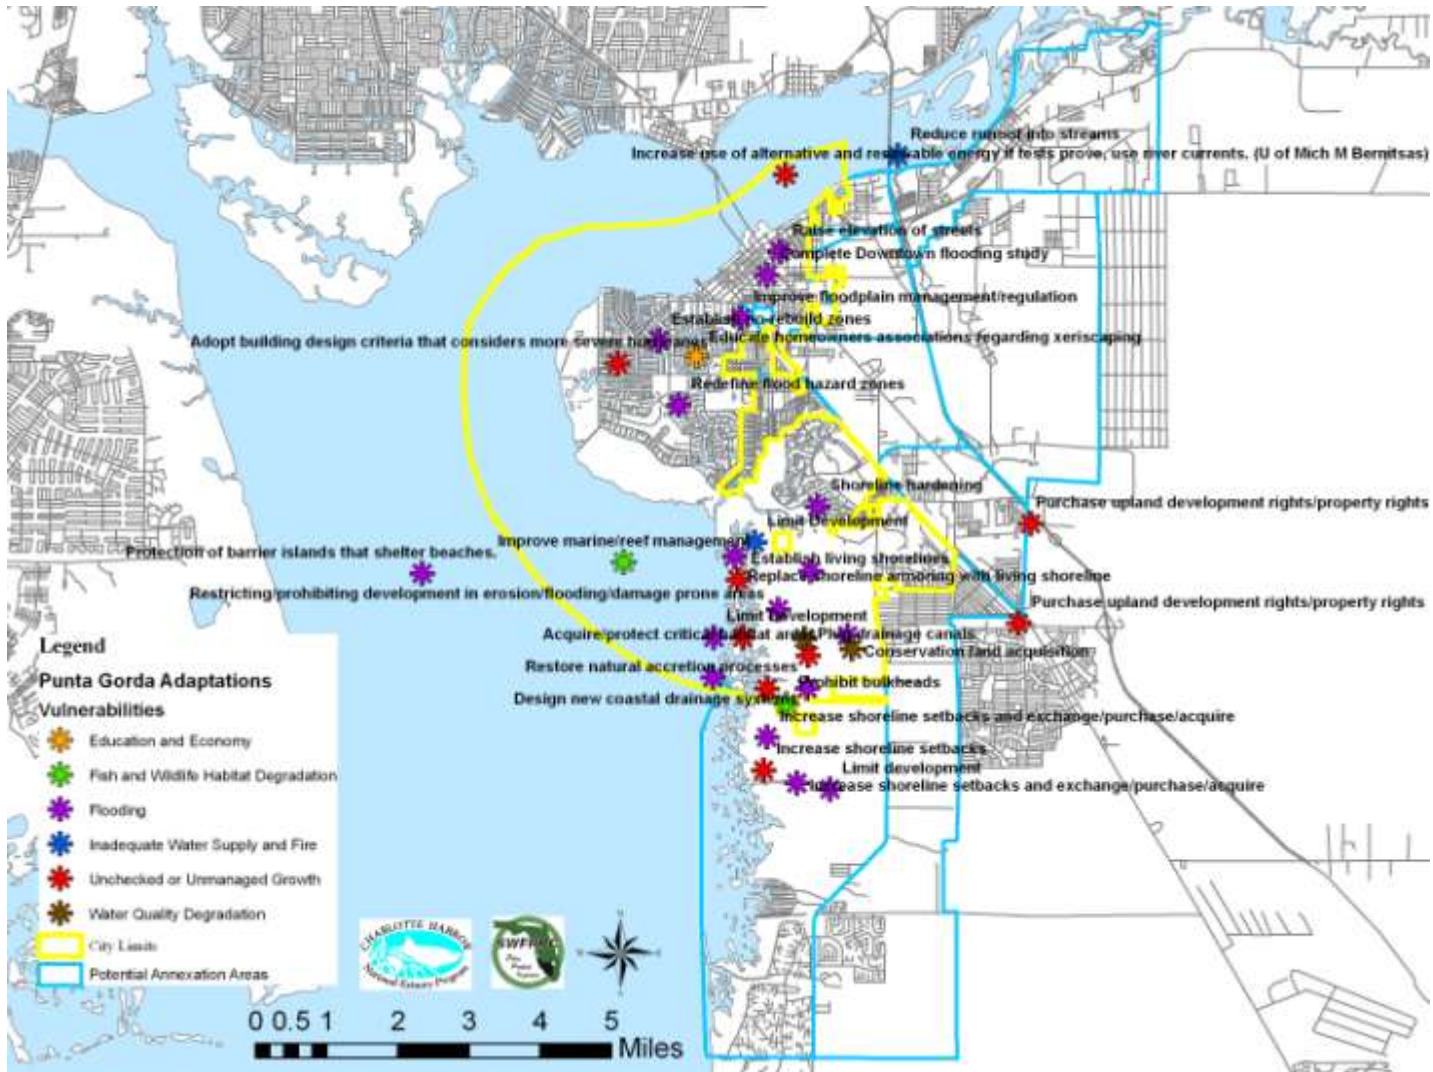 Reduce runoff into streams
Increase use of alternative and renewable energy if tests prove, use river currents. (U of Mich M Bernitsas)
Raise elevation of streets
Complete Downtown flooding study
Improve floodplain management/regulation
Establish no-rebuild zones
Educate homeowners associations regarding xeriscaping
Adopt building design criteria that considers more severe hurricanes
Redefine flood hazard zones
Shoreline hardening
Purchase upland development rights/property rights
Limit Development
Improve marine/reef management
Protection of barrier islands that shelter beaches.
Establish living shorelines
Replace shoreline armoring with living shoreline
Restricting/prohibiting development in erosion/flooding/damage prone areas
Purchase upland development rights/property rights
Limit Development
Acquire/protect critical habitat areas
Plug drainage canals
Conservation land acquisition
Restore natural accretion processes
Prohibit bulkheads
Design new coastal drainage systems
Increase shoreline setbacks and exchange/purchase/acquire
Increase shoreline setbacks
Limit development
Increase shoreline setbacks and exchange/purchase/acquire
Legend
Punta Gorda Adaptations
Vulnerabilities
Education and Economy
Fish and Wildlife Habitat Degradation
Flooding
Inadequate Water Supply and Fire
Unchecked or Unmanaged Growth
Water Quality Degradation
City Limits
Potential Annexation Areas
CHARLOTTE HARBOR
National Estuary Program
0 0.5 1 2 3 4 5
Miles